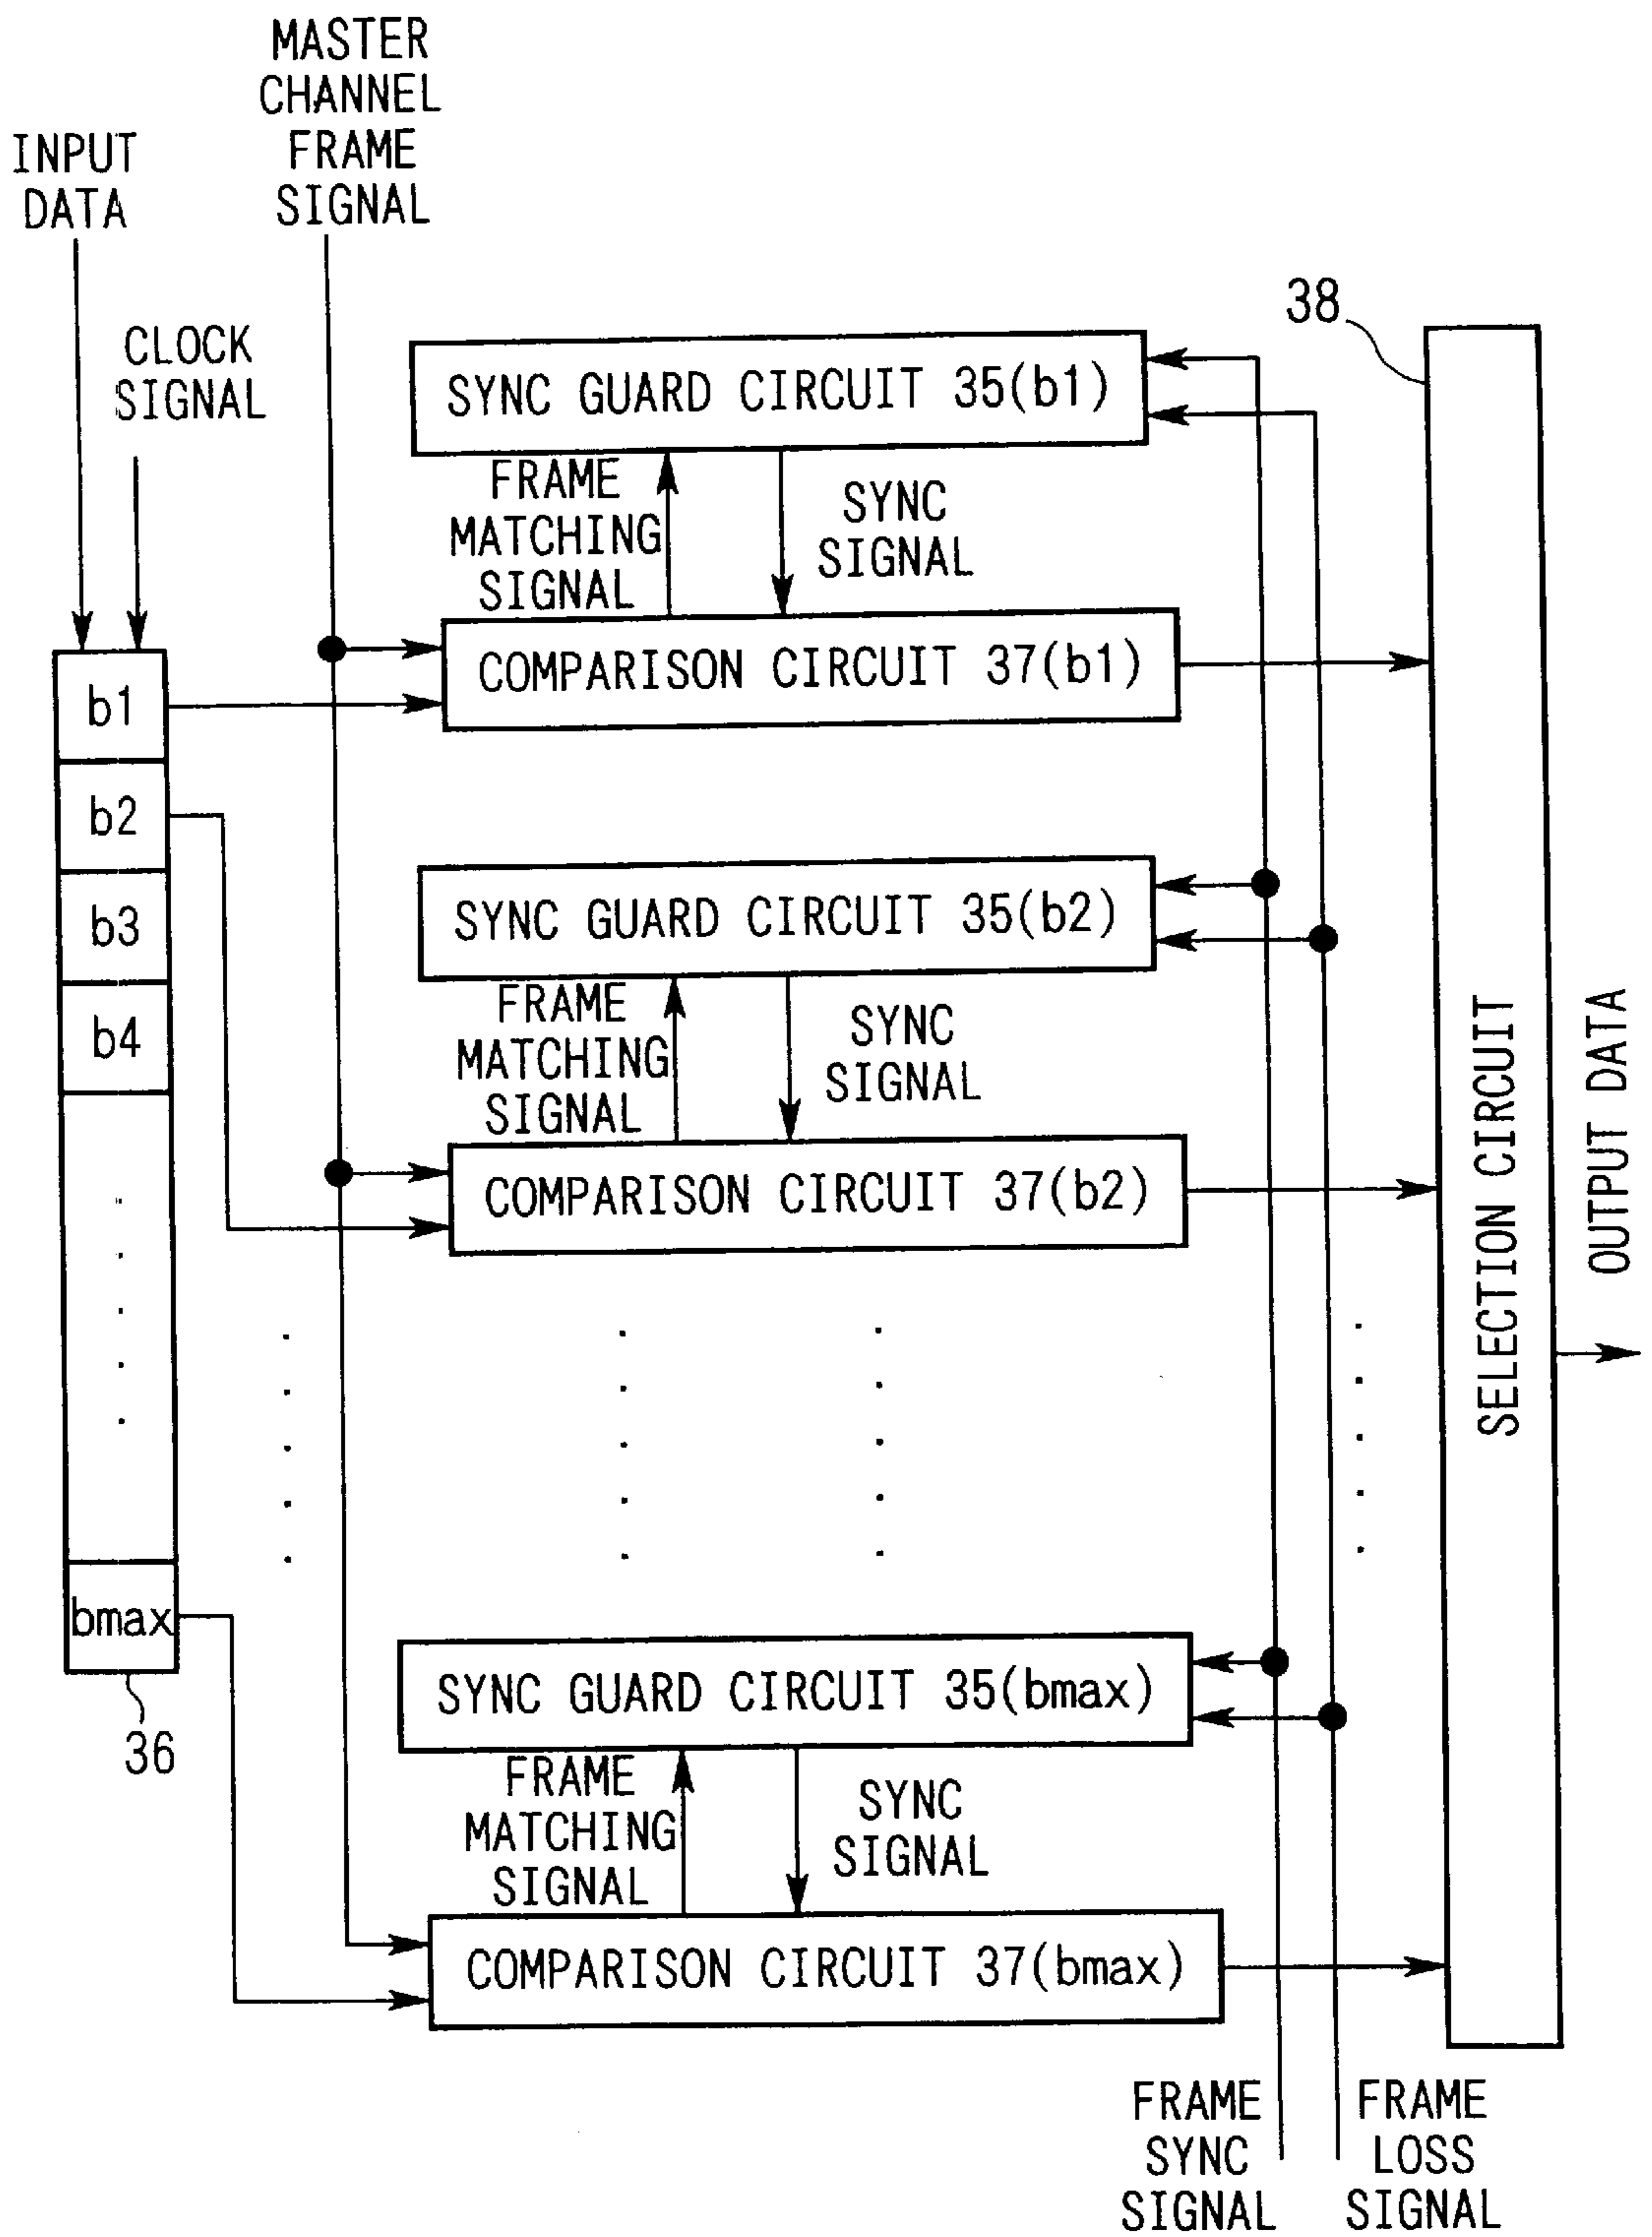 MASTER
CHANNEL
FRAME
SIGNAL
INPUT
DATA
CLOCK
SIGNAL
38
SYNC GUARD CIRCUIT 35(b1)
FRAME
MATCHING
SIGNAL
SYNC
SIGNAL
COMPARISON CIRCUIT 37(b1)
b1
b2
b3
b4
SYNC GUARD CIRCUIT 35(b2)
FRAME
MATCHING
SIGNAL
SYNC
SIGNAL
COMPARISON CIRCUIT 37(b2)
SELECTION CIRCUIT
OUTPUT DATA
bmax
36
SYNC GUARD CIRCUIT 35(bmax)
FRAME
MATCHING
SIGNAL
SYNC
SIGNAL
COMPARISON CIRCUIT 37(bmax)
FRAME
SYNC
SIGNAL
FRAME
LOSS
SIGNAL